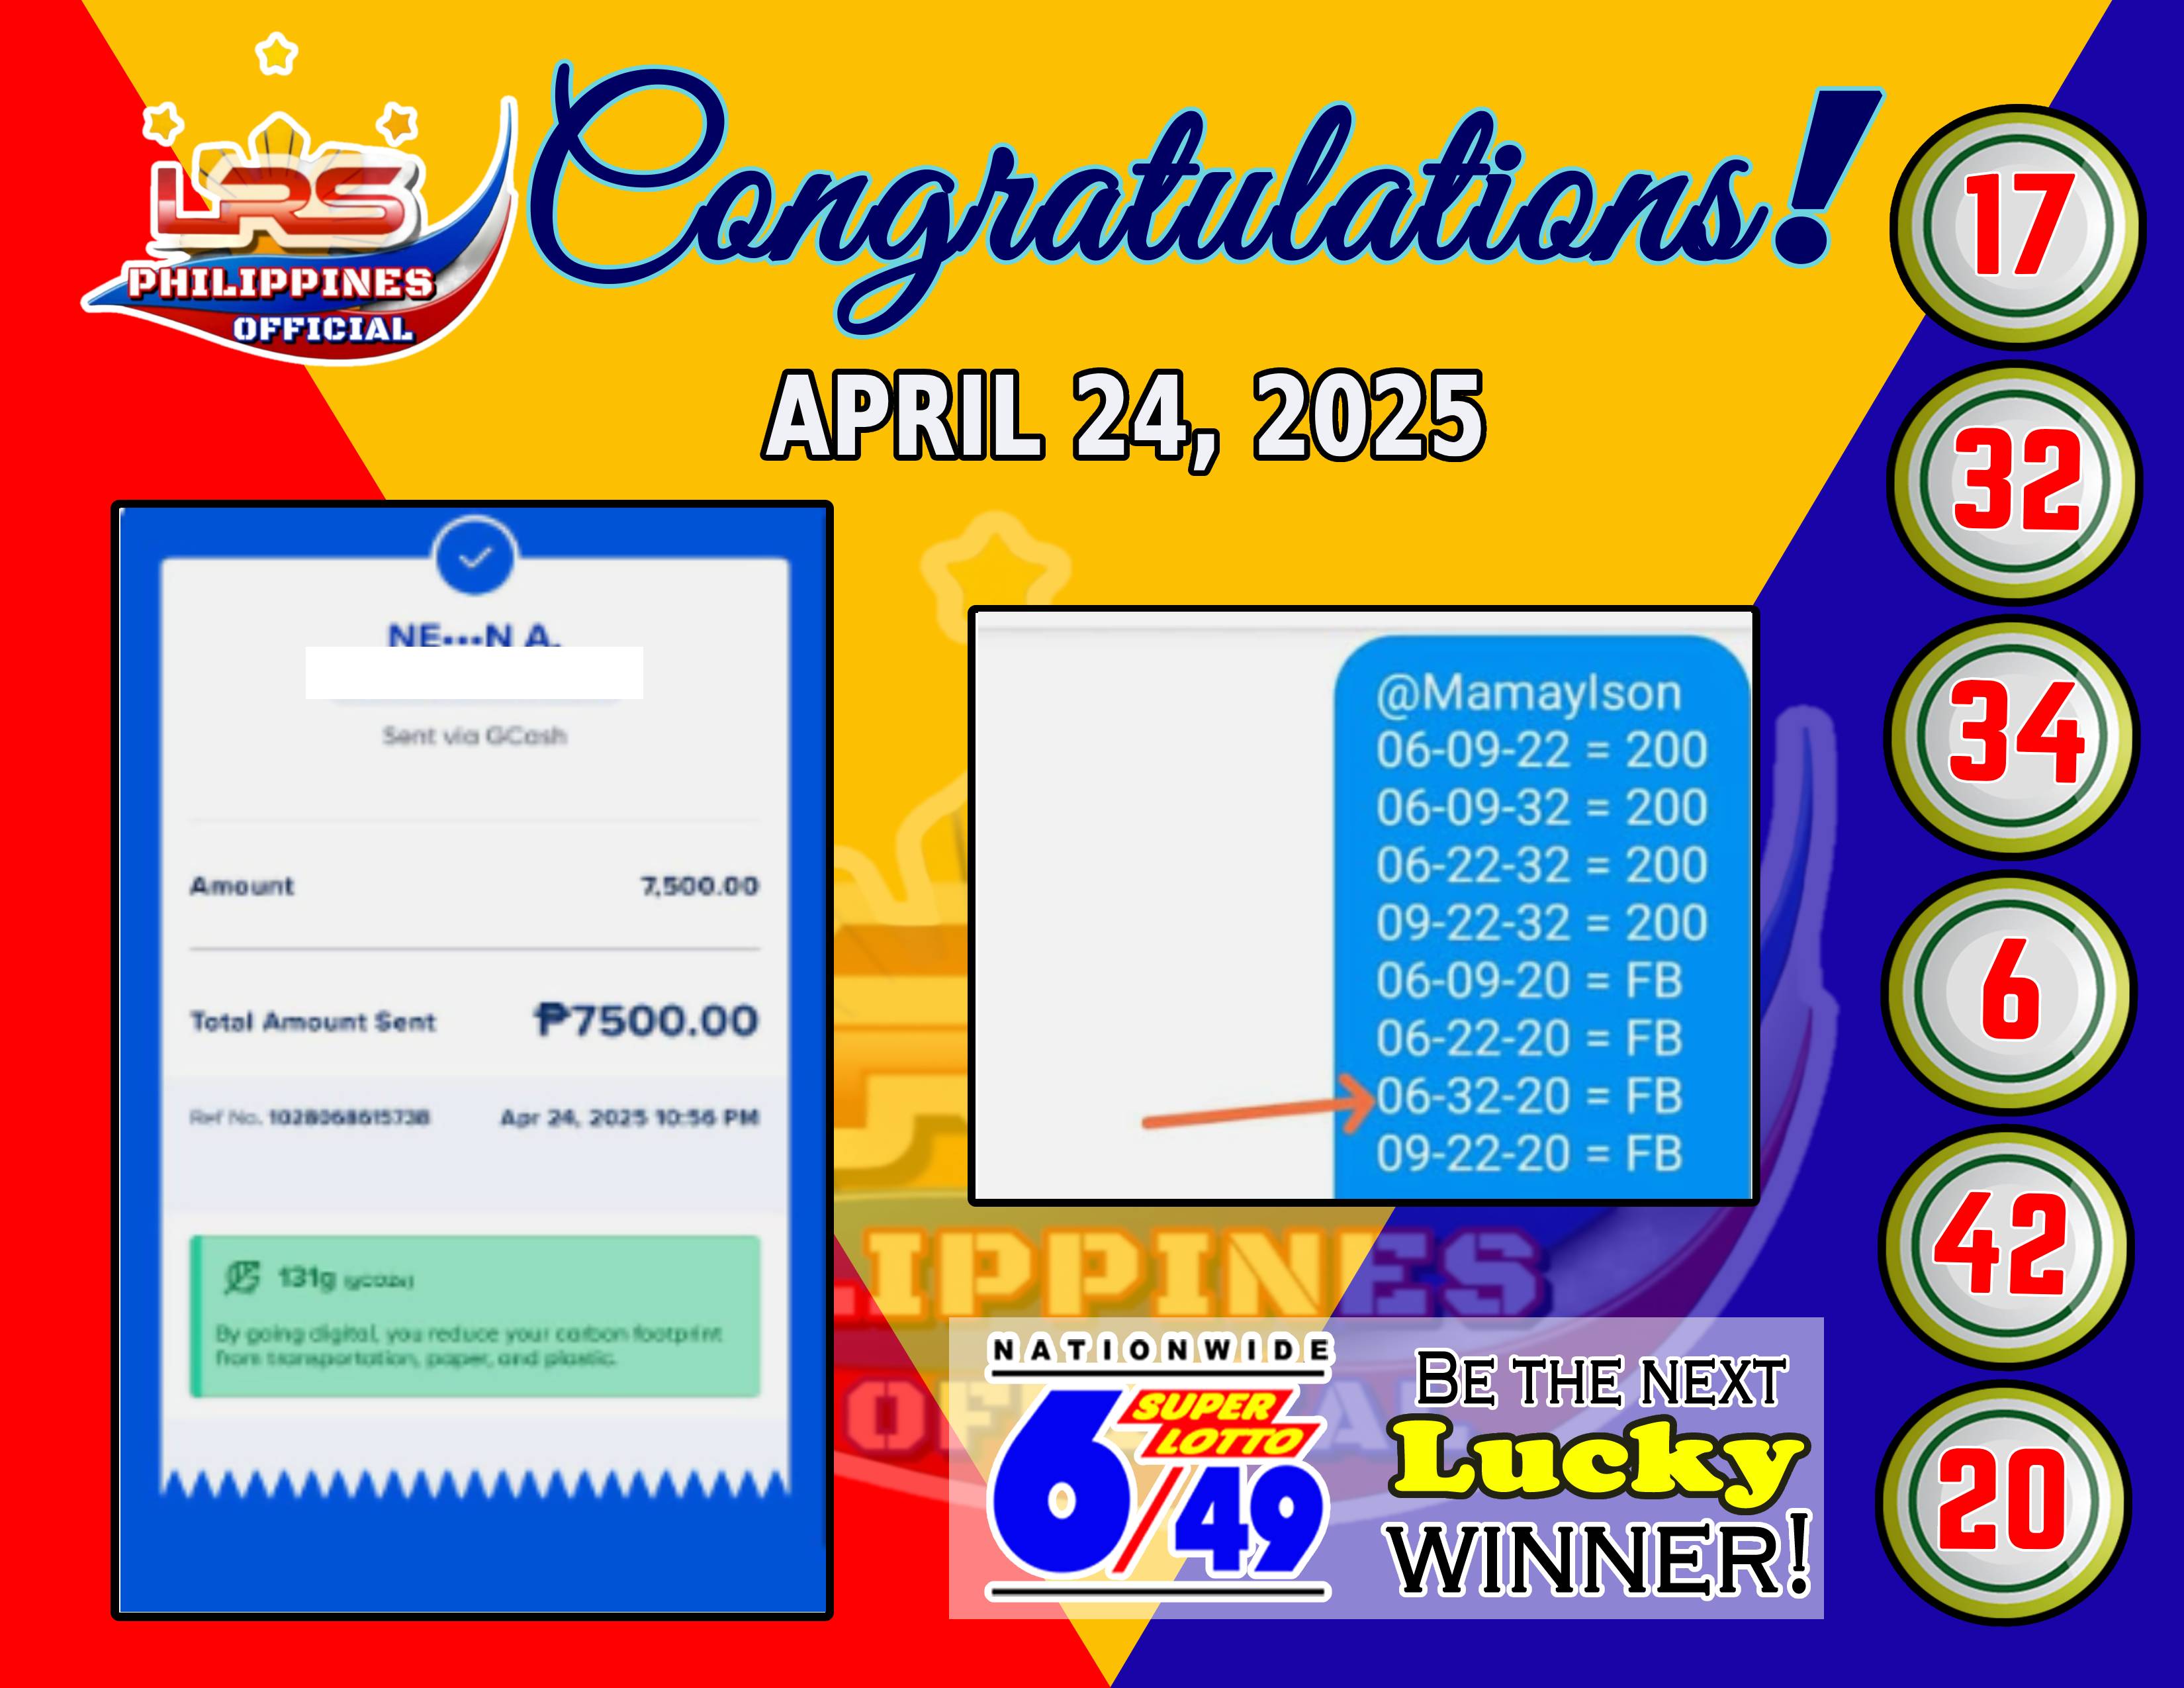 LRS
PHILIPPINES
OFFICIAL
Congratulations!
APRIL 24, 2025
NE•••N A.
Sent via GCash
Amount 7,500.00
Total Amount Sent ₱7500.00
Ref No. 1028068615738 Apr 24, 2025 10:56 PM
131g
By going digital, you reduce your carbon footprint
from transportation, paper, and plastic.
@MamayIson
06-09-22 = 200
06-09-32 = 200
06-22-32 = 200
09-22-32 = 200
06-09-20 = FB
06-22-20 = FB
06-32-20 = FB
09-22-20 = FB
NATIONWIDE
SUPER
LOTTO
6/49
BE THE NEXT
Lucky
WINNER!
17
32
34
6
42
20